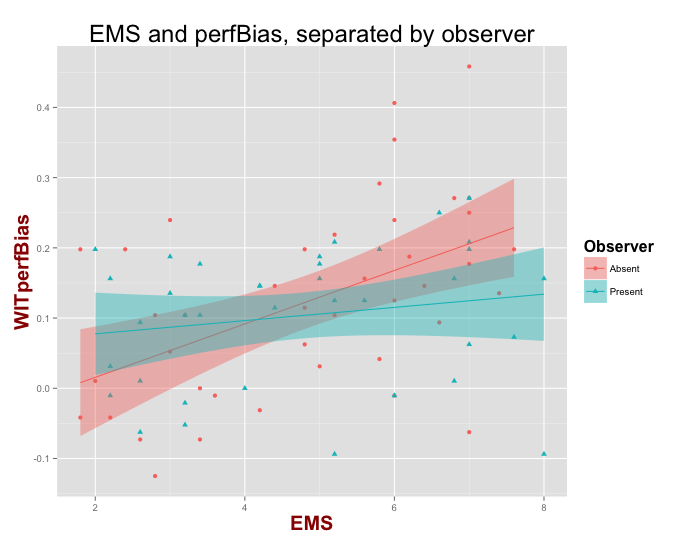 EMS and perfBias, separated by observer
WITperfBias
0.4
0.3
0.2
0.1
0.0
-0.1
2 4 6 8
EMS
Observer
Absent
Present